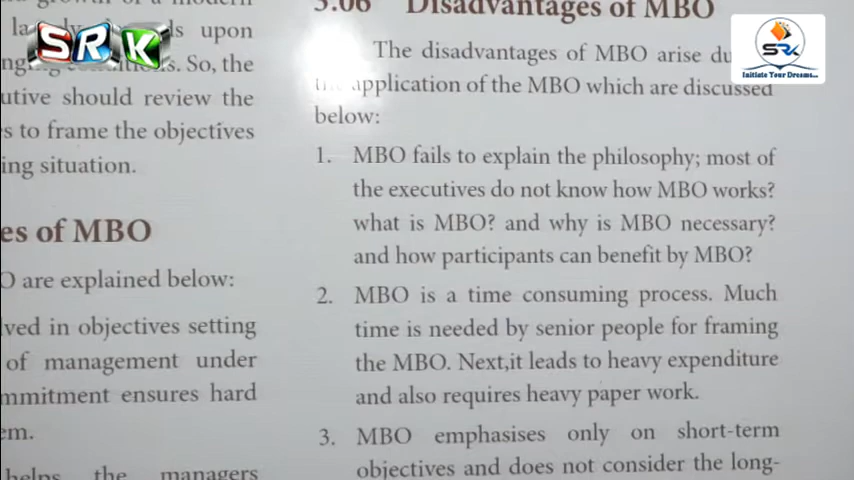 upon
So, the
utive should review the
s to frame the objectives
ing situation.
es of MBO
O are explained below:
lved in objectives setting
of management under
mmitment ensures hard
em.
helps the managers
3.06 Disadvantages of MBO
The disadvantages of MBO arise
application of the MBO which are discussed
below:
1. MBO fails to explain the philosophy; most of
the executives do not know how MBO works?
what is MBO? and why is MBO necessary?
and how participants can benefit by MBO?
2. MBO is a time consuming process. Much
time is needed by senior people for framing
the MBO. Next,it leads to heavy expenditure
and also requires heavy paper work.
3. MBO emphasises only on short-term
objectives and does not consider the long-
SRK
SRK
Initiate Your Dreams...